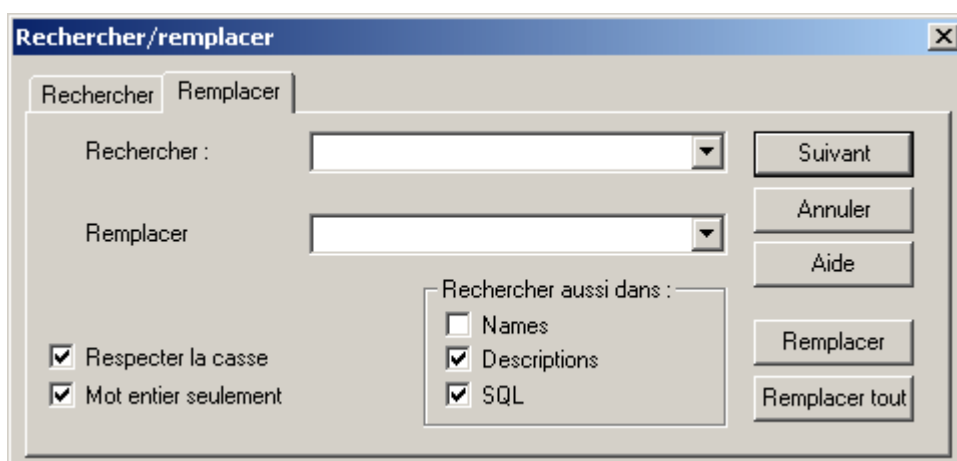 Rechercher/remplacer
Rechercher Remplacer
Rechercher : Suivant
Annuler
Remplacer
Aide
Rechercher aussi dans :
Names
Respecter la casse Descriptions Remplacer
Mot entier seulement SQL Remplacer tout